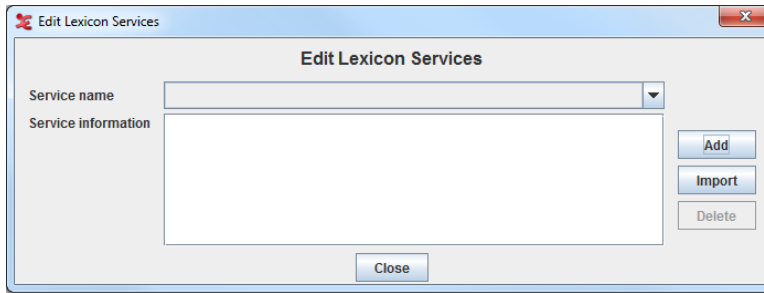 Edit Lexicon Services
Edit Lexicon Services
Service name
Service information
Add
Import
Delete
Close